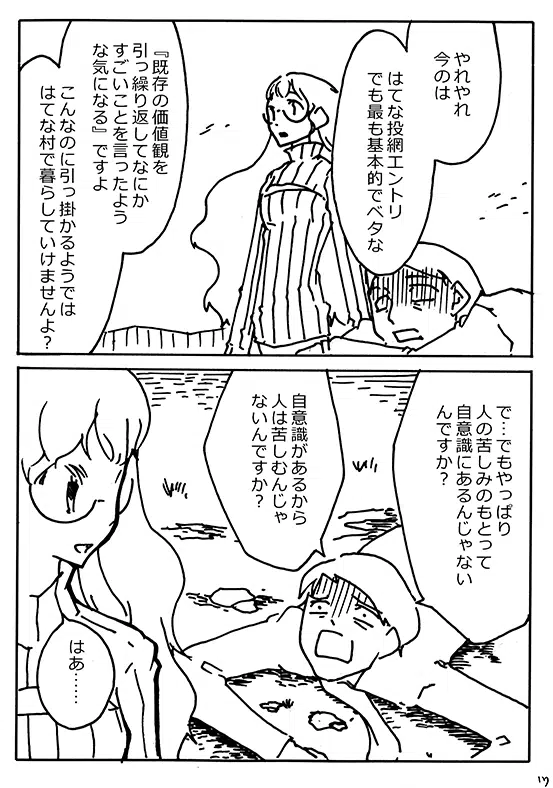 やれやれ
今のは
はてな投網エントリ
でも最も基本的でベタな
『既存の価値観を
引っ繰り返してなにか
すごいことを言ったよう
な気になる』ですよ
こんなのに引っ掛かるようでは
はてな村で暮らしていけませんよ？
で…でもやっぱり
人の苦しみのもとって
自意識にあるんじゃない
んですか？
自意識があるから
人は苦しむんじゃ
ないんですか？
はあ……
17